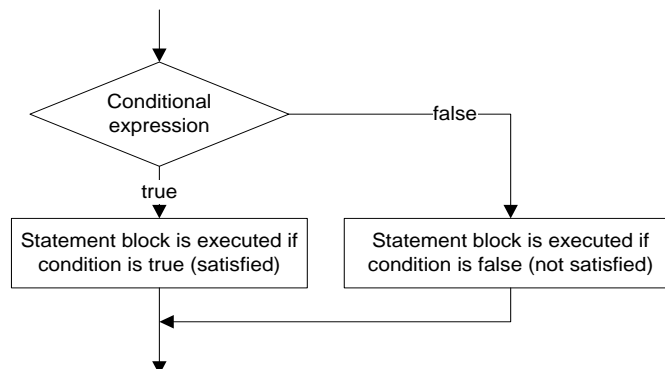 Conditional
expression
false
true
Statement block is executed if
condition is true (satisfied)
Statement block is executed if
condition is false (not satisfied)